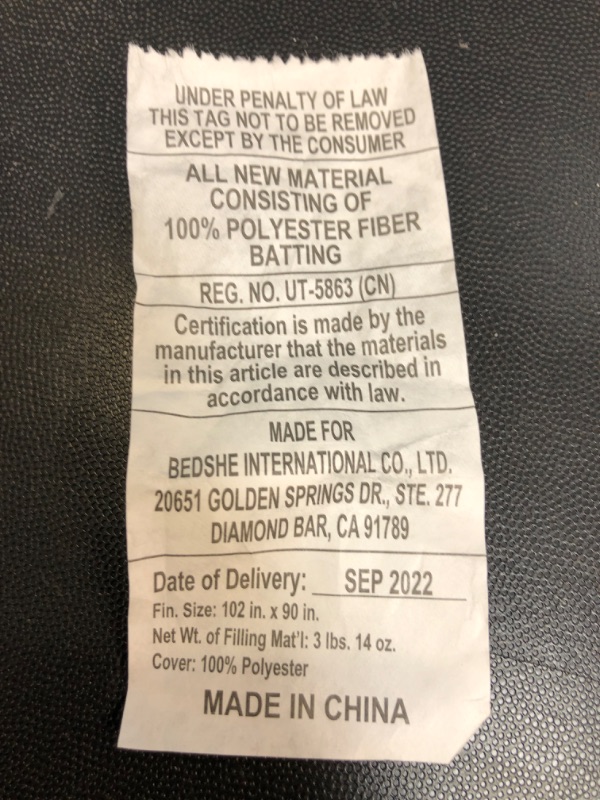 UNDER PENALTY OF LAW
THIS TAG NOT TO BE REMOVED
EXCEPT BY THE CONSUMER
ALL NEW MATERIAL
CONSISTING OF
100% POLYESTER FIBER
BATTING
REG. NO. UT-5863 (CN)
Certification is made by the
manufacturer that the materials
in this article are described in
accordance with law.
MADE FOR
BEDSHE INTERNATIONAL CO., LTD.
20651 GOLDEN SPRINGS DR., STE. 277
DIAMOND BAR, CA 91789
Date of Delivery: SEP 2022
Fin. Size: 102 in. x 90 in.
Net Wt. of Filling Mat'l: 3 lbs. 14 oz.
Cover: 100% Polyester
MADE IN CHINA